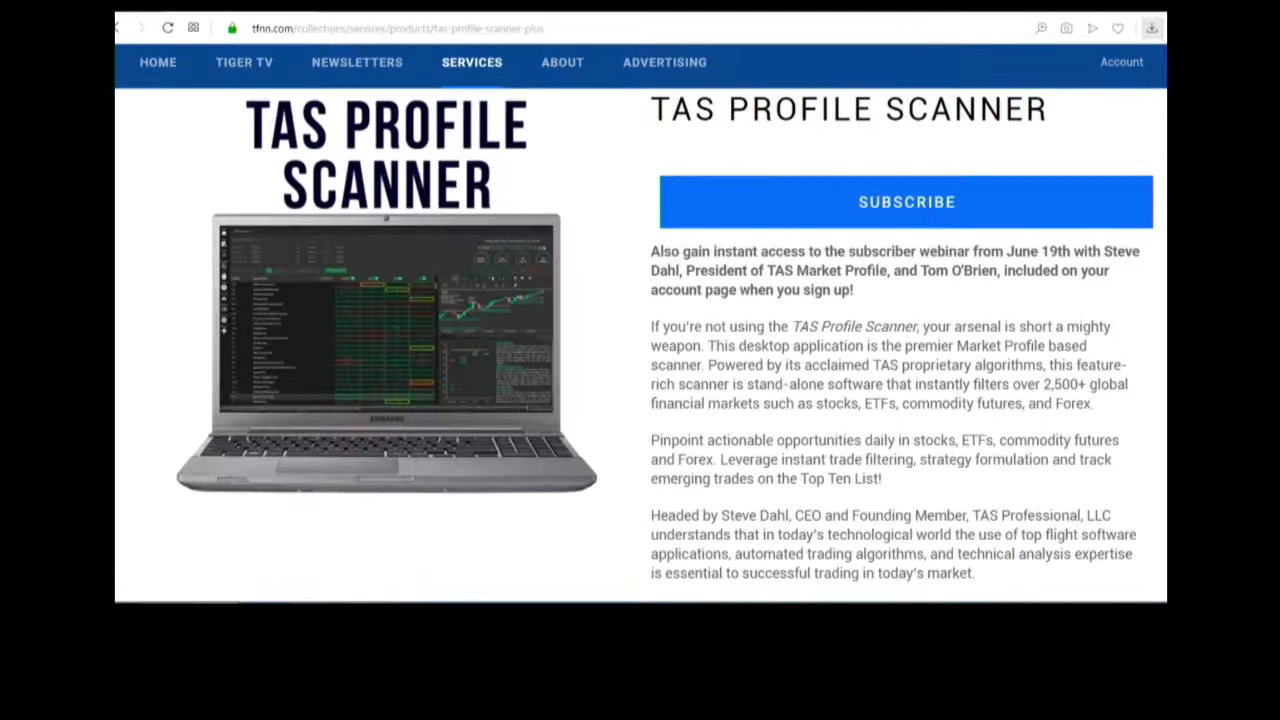 tfnn.com/collections/services/products/tas-profile-scanner-plus
HOME TIGER TV NEWSLETTERS SERVICES ABOUT ADVERTISING Account
TAS PROFILE
SCANNER
SAMSUNG
TAS PROFILE SCANNER
SUBSCRIBE
Also gain instant access to the subscriber webinar from June 19th with Steve
Dahl, President of TAS Market Profile, and Tom O'Brien, included on your
account page when you sign up!
If you're not using the TAS Profile Scanner, your arsenal is short a mighty
weapon. This desktop application is the premier Market Profile based
scanner. Powered by its acclaimed TAS proprietary algorithms, this feature-
rich scanner is stand-alone software that instantly filters over 2,500+ global
financial markets such as stocks, ETFs, commodity futures, and Forex.
Pinpoint actionable opportunities daily in stocks, ETFs, commodity futures
and Forex. Leverage instant trade filtering, strategy formulation and track
emerging trades on the Top Ten List!
Headed by Steve Dahl, CEO and Founding Member, TAS Professional, LLC
understands that in today's technological world the use of top flight software
applications, automated trading algorithms, and technical analysis expertise
is essential to successful trading in today's market.